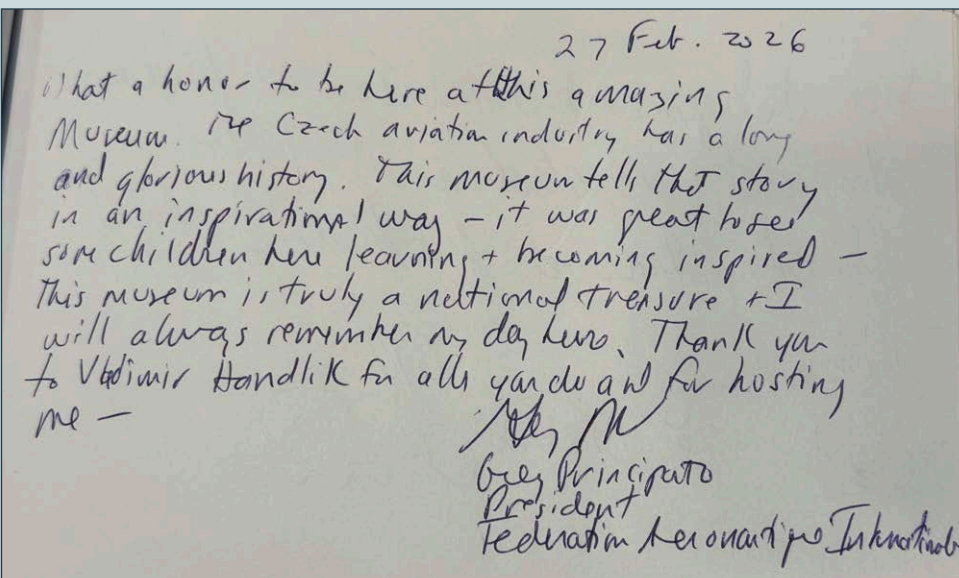 27 Feb. 2026
What a honor to be here at this amazing
Museum. The Czech aviation industry has a long
and glorious history. This museum tells that story
in an inspirational way – it was great to see
some children here learning + becoming inspired –
This museum is truly a national treasure + I
will always remember my day here. Thank you
to Vladimir Handlik for all you do and for hosting
me –
Greg Principato
President
Federation Aeronautique Internationale